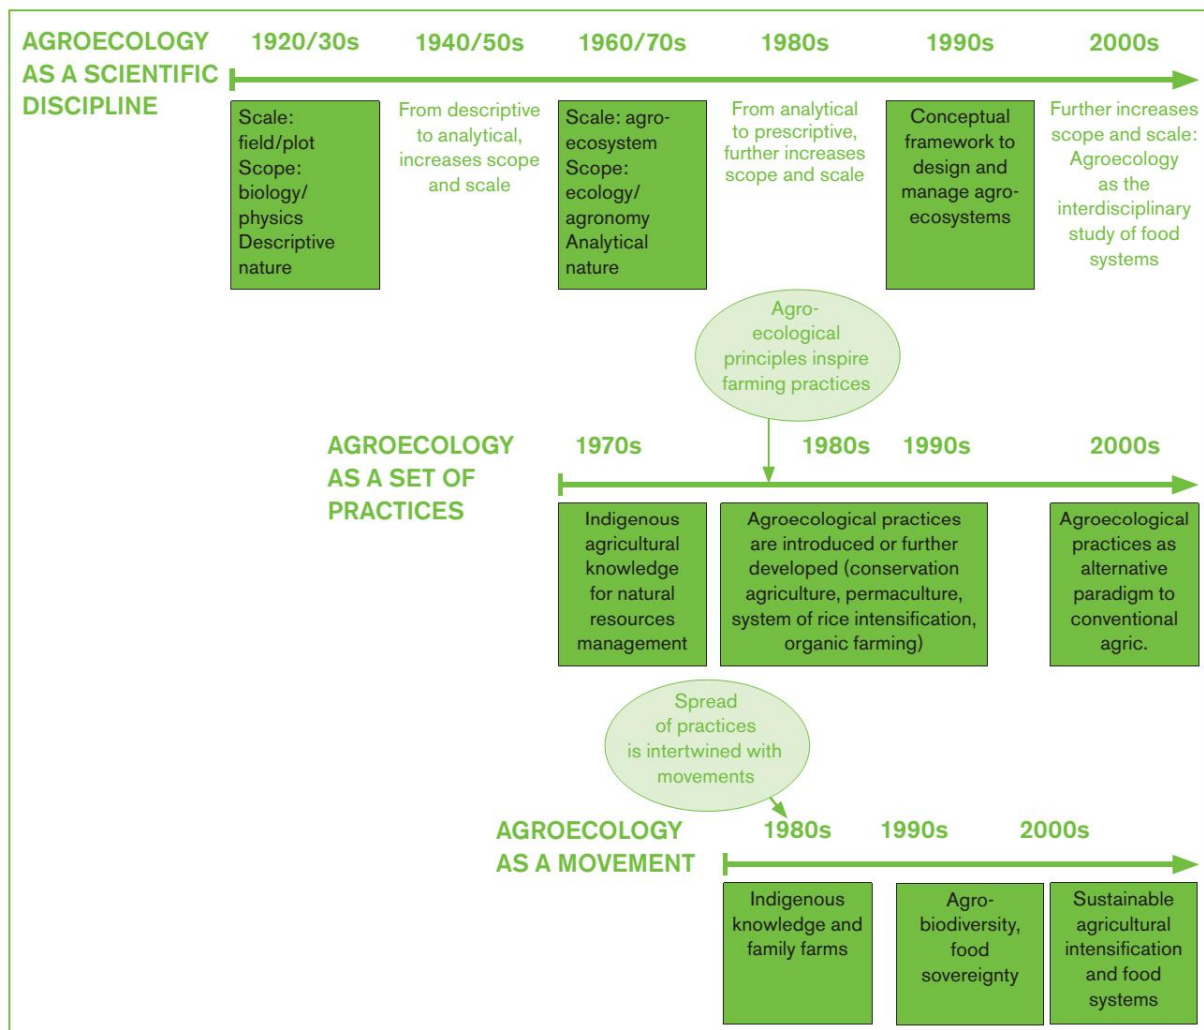 AGROECOLOGY
AS A SCIENTIFIC
DISCIPLINE
1920/30s
1940/50s
1960/70s
1980s
1990s
2000s
Scale:
field/plot
Scope:
biology/
physics
Descriptive
nature
From descriptive
to analytical,
increases scope
and scale
Scale: agro-
ecosystem
Scope:
ecology/
agronomy
Analytical
nature
From analytical
to prescriptive,
further increases
scope and scale
Conceptual
framework to
design and
manage agro-
ecosystems
Further increases
scope and scale:
Agroecology
as the
interdisciplinary
study of food
systems
Agro-
ecological
principles inspire
farming practices
AGROECOLOGY
AS A SET OF
PRACTICES
1970s
1980s
1990s
2000s
Indigenous
agricultural
knowledge
for natural
resources
management
Agroecological practices
are introduced or further
developed (conservation
agriculture, permaculture,
system of rice intensification,
organic farming)
Agroecological
practices as
alternative
paradigm to
conventional
agric.
Spread
of practices
is intertwined with
movements
AGROECOLOGY
AS A MOVEMENT
1980s
1990s
2000s
Indigenous
knowledge and
family farms
Agro-
biodiversity,
food
sovereignty
Sustainable
agricultural
intensification
and food
systems